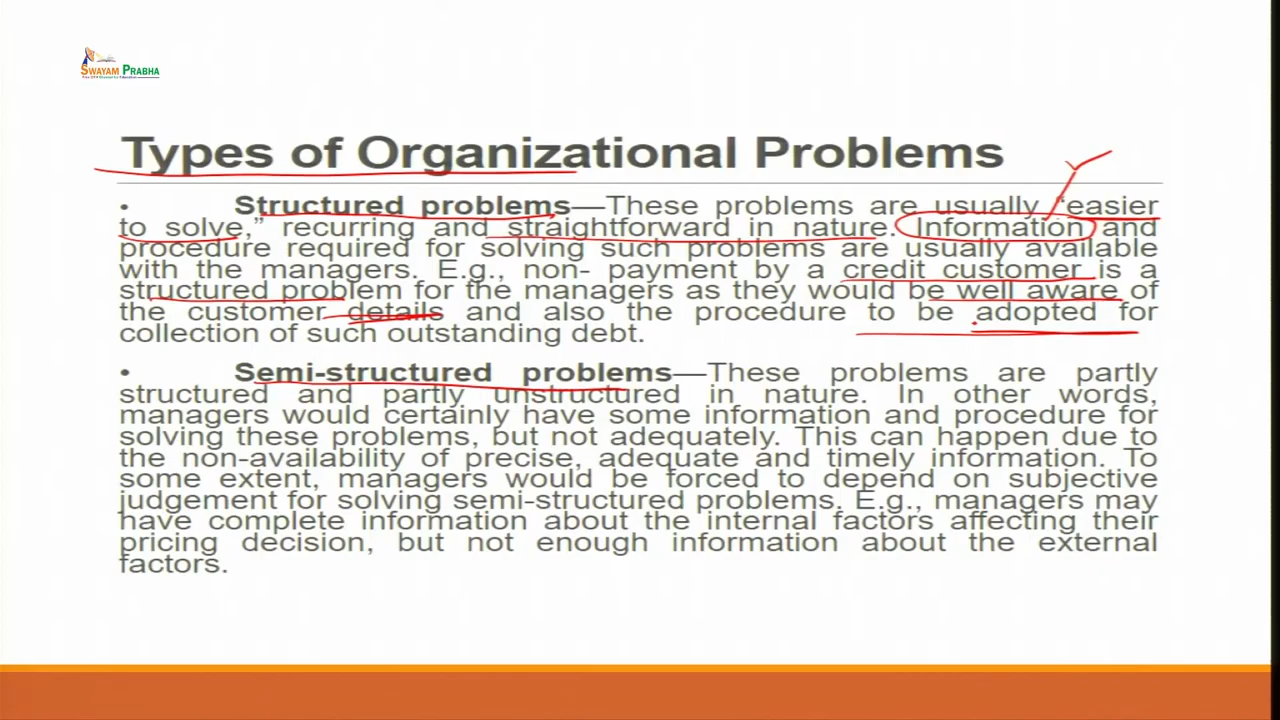 SWAYAM PRABHA
Types of Organizational Problems
• Structured problems—These problems are usually “easier
to solve,” recurring and straightforward in nature. Information and
procedure required for solving such problems are usually available
with the managers. E.g., non- payment by a credit customer is a
structured problem for the managers as they would be well aware of
the customer details and also the procedure to be adopted for
collection of such outstanding debt.
• Semi-structured problems—These problems are partly
structured and partly unstructured in nature. In other words,
managers would certainly have some information and procedure for
solving these problems, but not adequately. This can happen due to
the non-availability of precise, adequate and timely information. To
some extent, managers would be forced to depend on subjective
judgement for solving semi-structured problems. E.g., managers may
have complete information about the internal factors affecting their
pricing decision, but not enough information about the external
factors.